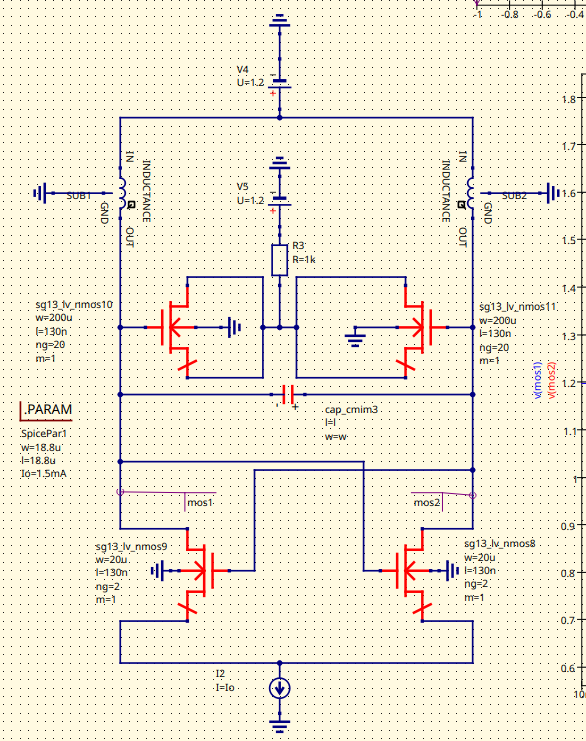 -1
-0.8
-0.6
-0.4
V4
U=1.2
1.8
1.7
IN
INDUCTANCE
GND
OUT
SUB1
V5
U=1.2
IN
INDUCTANCE
GND
OUT
SUB2
1.6
1.5
R3
R=1k
1.4
sg13_lv_nmos10
w=200u
l=130n
ng=20
m=1
sg13_lv_nmos11
w=200u
l=130n
ng=20
m=1
1.3
1.2
v(mos1)
v(mos2)
cap_cmim3
l=l
w=w
.PARAM
SpicePar1
w=18.8u
l=18.8u
Io=1.5mA
1.1
1
mos1
mos2
0.9
sg13_lv_nmos9
w=20u
l=130n
ng=2
m=1
sg13_lv_nmos8
w=20u
l=130n
ng=2
m=1
0.8
0.7
0.6
I2
I=Io
10